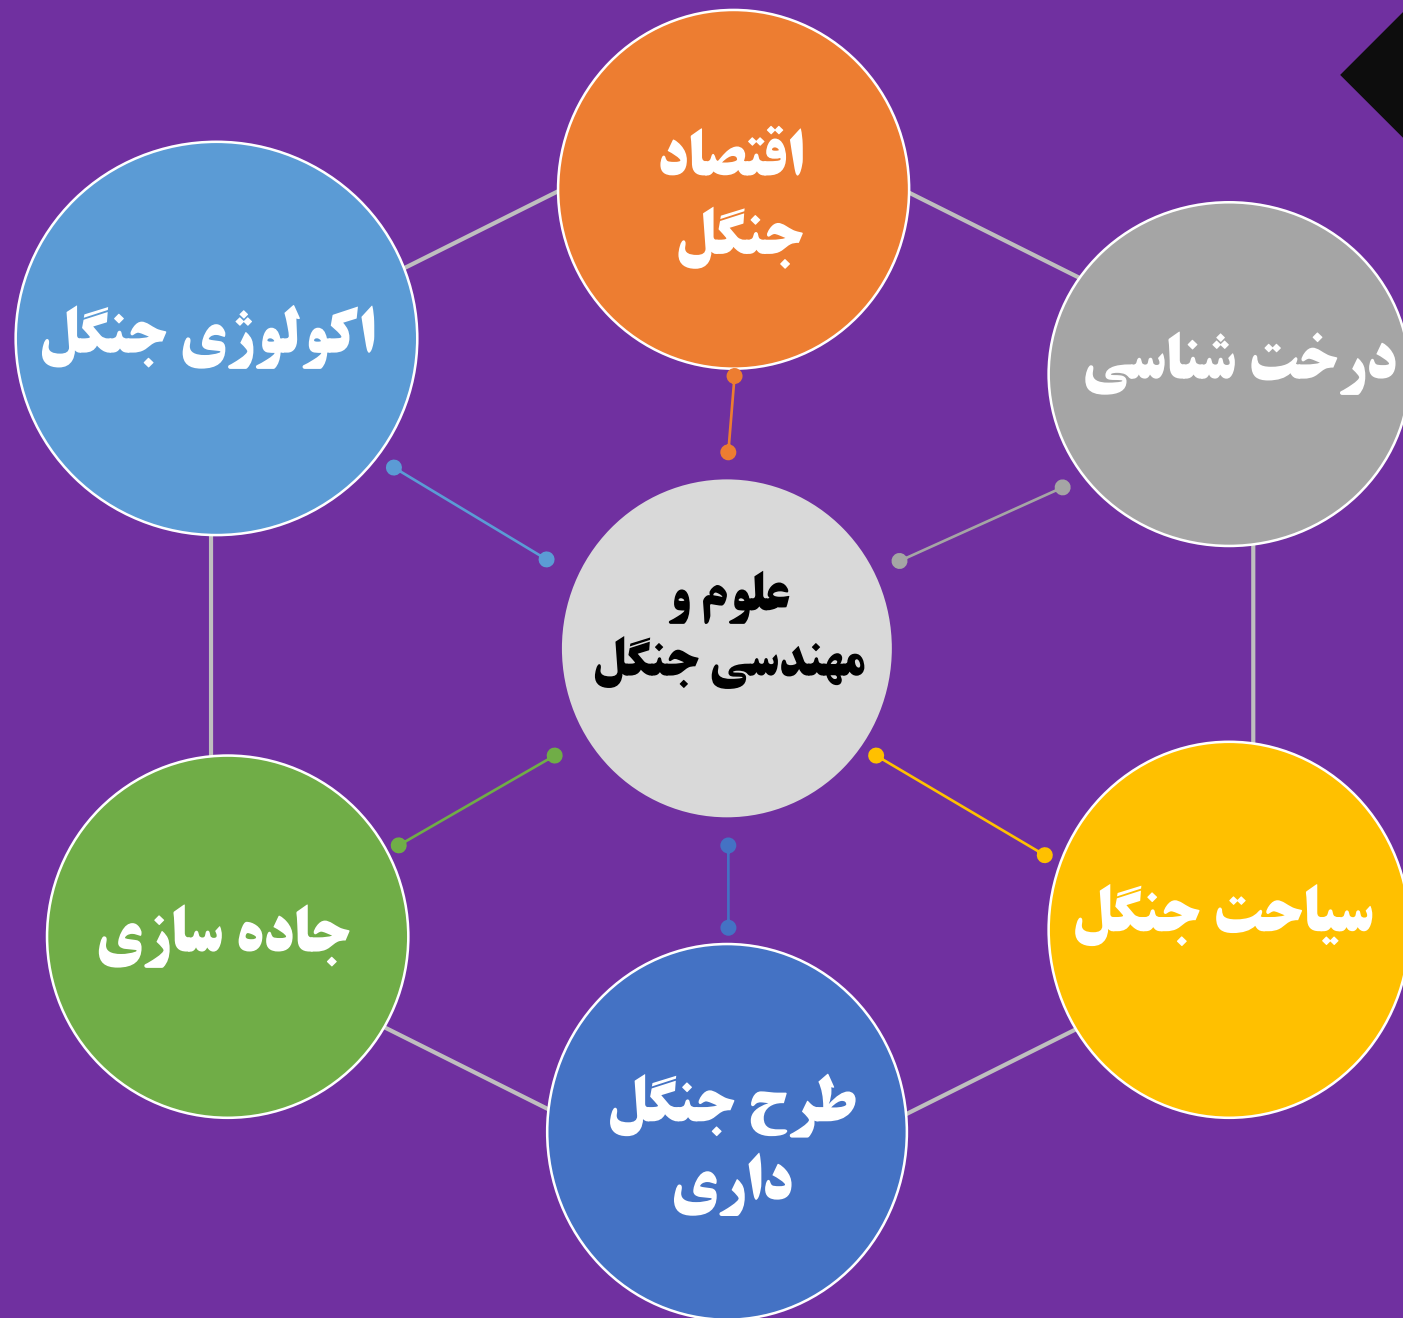 اقتصاد
جنگل
درخت شناسی
اکولوژی جنگل
علوم و
مهندسی جنگل
سیاحت جنگل
جاده سازی
طرح جنگل
داری